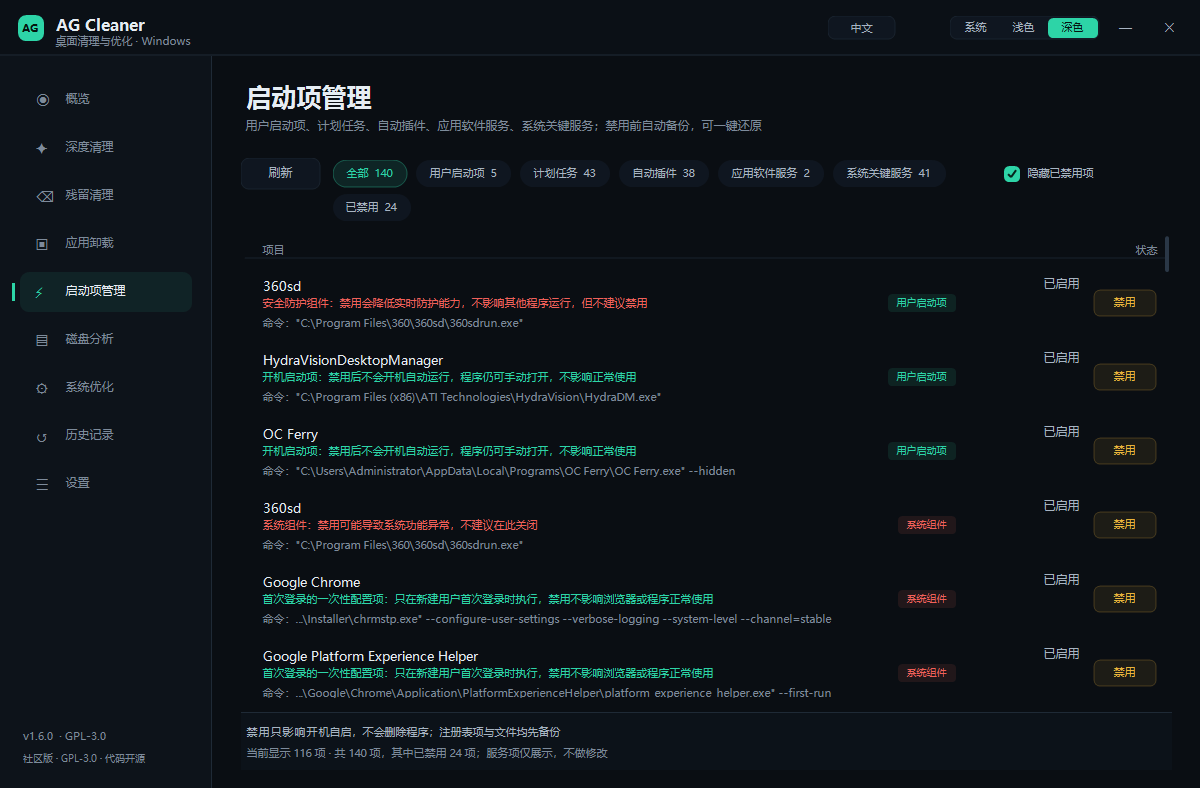 AG
AG Cleaner
桌面清理与优化 · Windows
中文
系统 浅色 深色
概览
深度清理
残留清理
应用卸载
启动项管理
磁盘分析
系统优化
历史记录
设置
v1.6.0 · GPL-3.0
社区版 · GPL-3.0 · 代码开源
启动项管理
用户启动项、计划任务、自动插件、应用软件服务、系统关键服务；禁用前自动备份，可一键还原
刷新
全部 140
用户启动项 5
计划任务 43
自动插件 38
应用软件服务 2
系统关键服务 41
隐藏已禁用项
已禁用 24
项目 状态
360sd
安全防护组件：禁用会降低实时防护能力，不影响其他程序运行，但不建议禁用
命令："C:\Program Files\360\360sd\360sdrun.exe"
用户启动项
已启用
禁用
HydraVisionDesktopManager
开机启动项：禁用后不会开机自动运行，程序仍可手动打开，不影响正常使用
命令："C:\Program Files (x86)\ATI Technologies\HydraVision\HydraDM.exe"
用户启动项
已启用
禁用
OC Ferry
开机启动项：禁用后不会开机自动运行，程序仍可手动打开，不影响正常使用
命令："C:\Users\Administrator\AppData\Local\Programs\OC Ferry\OC Ferry.exe" --hidden
用户启动项
已启用
禁用
360sd
系统组件：禁用可能导致系统功能异常，不建议在此关闭
命令："C:\Program Files\360\360sd\360sdrun.exe"
系统组件
已启用
禁用
Google Chrome
首次登录的一次性配置项：只在新建用户首次登录时执行，禁用不影响浏览器或程序正常使用
命令：...\Installer\chrmstp.exe" --configure-user-settings --verbose-logging --system-level --channel=stable
系统组件
已启用
禁用
Google Platform Experience Helper
首次登录的一次性配置项：只在新建用户首次登录时执行，禁用不影响浏览器或程序正常使用
命令：...\Google\Chrome\Application\PlatformExperienceHelper\platform_experience_helper.exe" --first-run
系统组件
已启用
禁用
禁用只影响开机自启，不会删除程序；注册表项与文件均先备份
当前显示 116 项 · 共 140 项，其中已禁用 24 项；服务项仅展示，不做修改